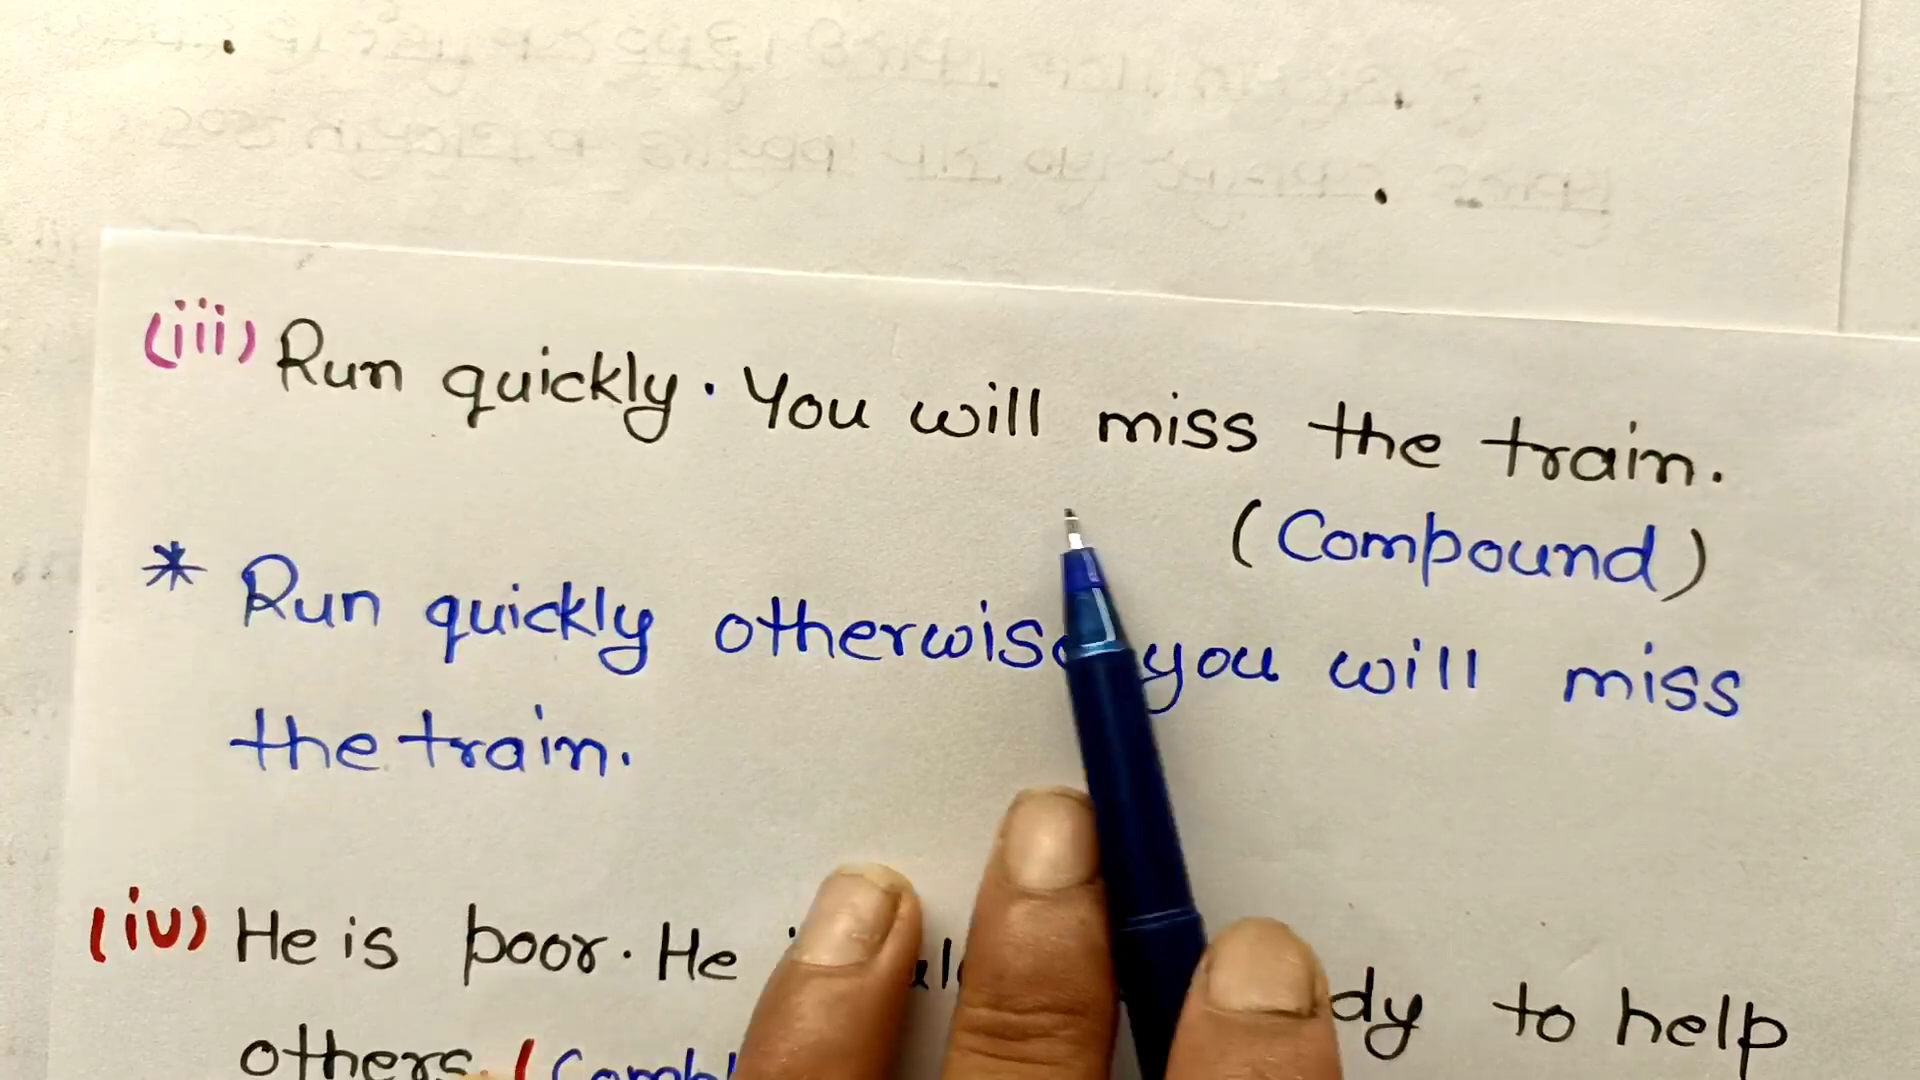 (iii) Run quickly. You will miss the train.
(Compound)
* Run quickly otherwise you will miss
the train.
(iv) He is poor. He to help
others. (